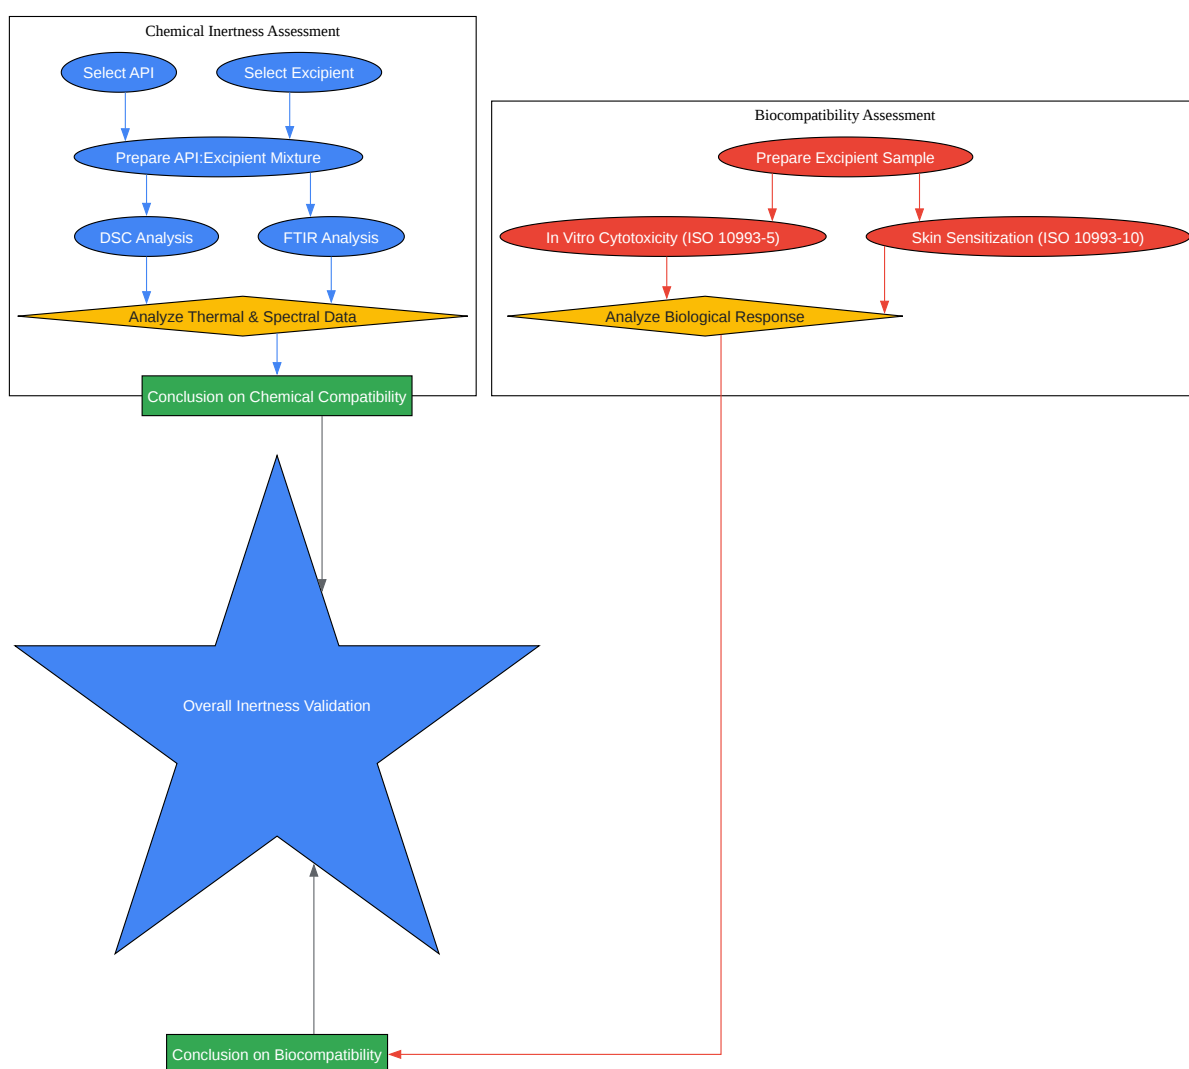 Chemical Inertness Assessment
Select API
Select Excipient
Prepare API:Excipient Mixture
DSC Analysis
FTIR Analysis
Analyze Thermal & Spectral Data
Conclusion on Chemical Compatibility
Biocompatibility Assessment
Prepare Excipient Sample
In Vitro Cytotoxicity (ISO 10993-5)
Skin Sensitization (ISO 10993-10)
Analyze Biological Response
Overall Inertness Validation
Conclusion on Biocompatibility